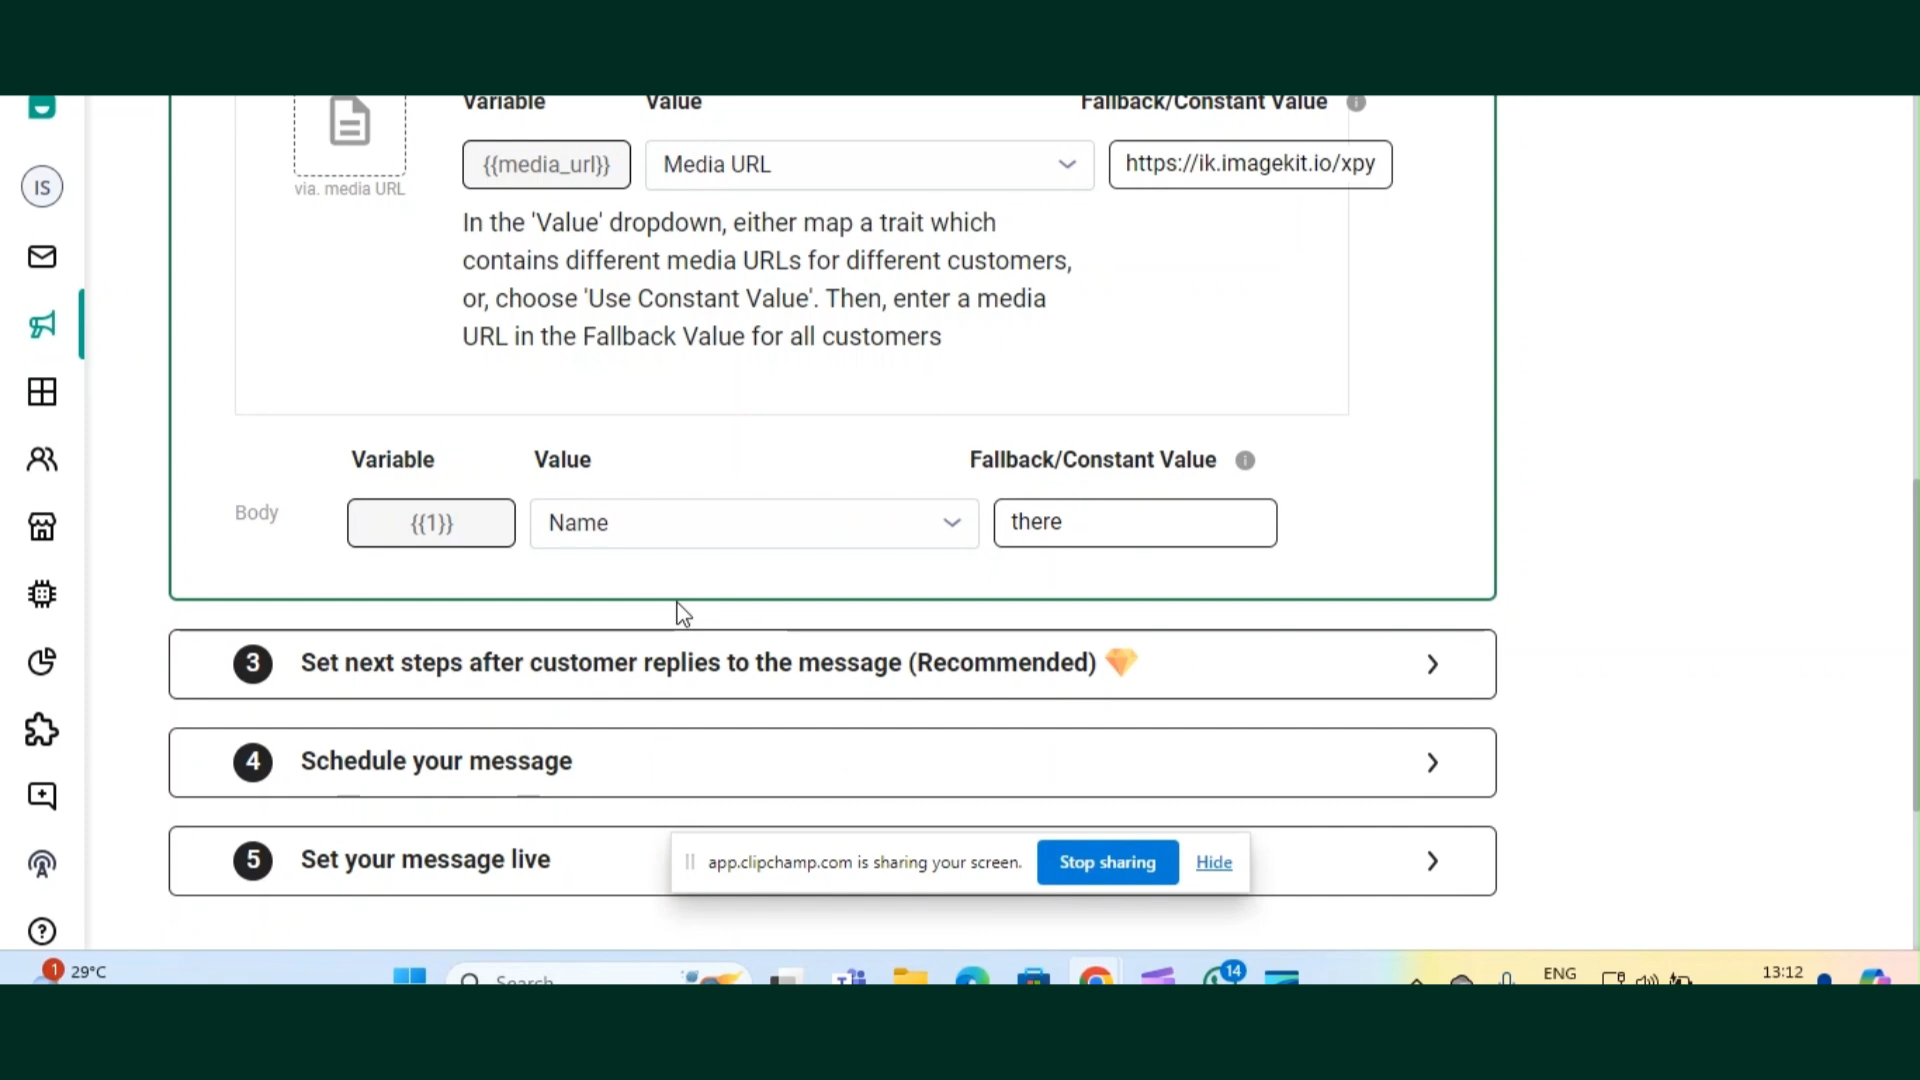 Variable Value Fallback/Constant Value
via. media URL
{{media_url}} Media URL https://ik.imagekit.io/xpy
In the 'Value' dropdown, either map a trait which
contains different media URLs for different customers,
or, choose 'Use Constant Value'. Then, enter a media
URL in the Fallback Value for all customers
IS
Variable Value Fallback/Constant Value
Body {{1}} Name there
3 Set next steps after customer replies to the message (Recommended)
4 Schedule your message
5 Set your message live
app.clipchamp.com is sharing your screen. Stop sharing Hide
1 29°C Search 14 ENG 13:12